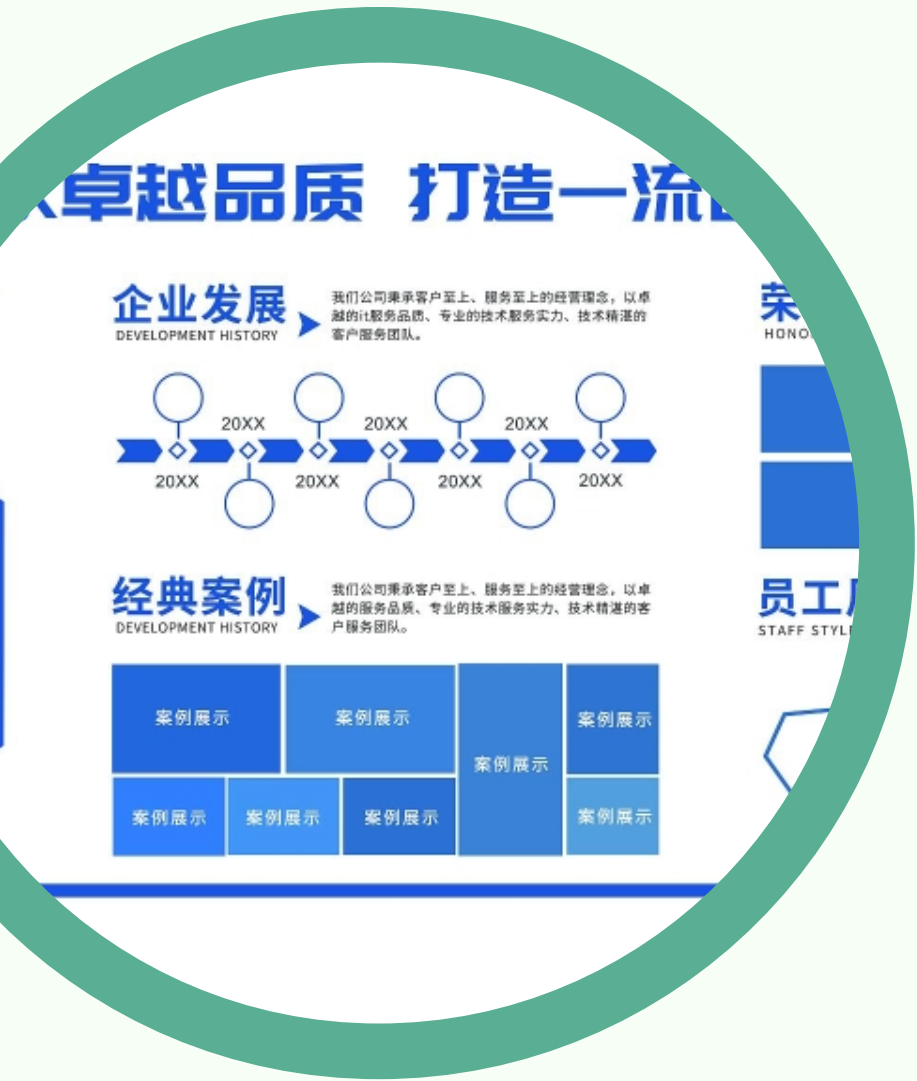 卓越品质 打造一流
企业发展
DEVELOPMENT HISTORY
我们公司秉承客户至上、服务至上的经营理念，以卓
越的it服务品质、专业的技术服务实力、技术精湛的
客户服务团队。
20XX 20XX 20XX
20XX 20XX 20XX 20XX
经典案例
DEVELOPMENT HISTORY
我们公司秉承客户至上、服务至上的经营理念，以卓
越的服务品质、专业的技术服务实力、技术精湛的客
户服务团队。
案例展示 案例展示 案例展示 案例展示
案例展示 案例展示 案例展示 案例展示
荣
HONO
员工
STAFF STYL